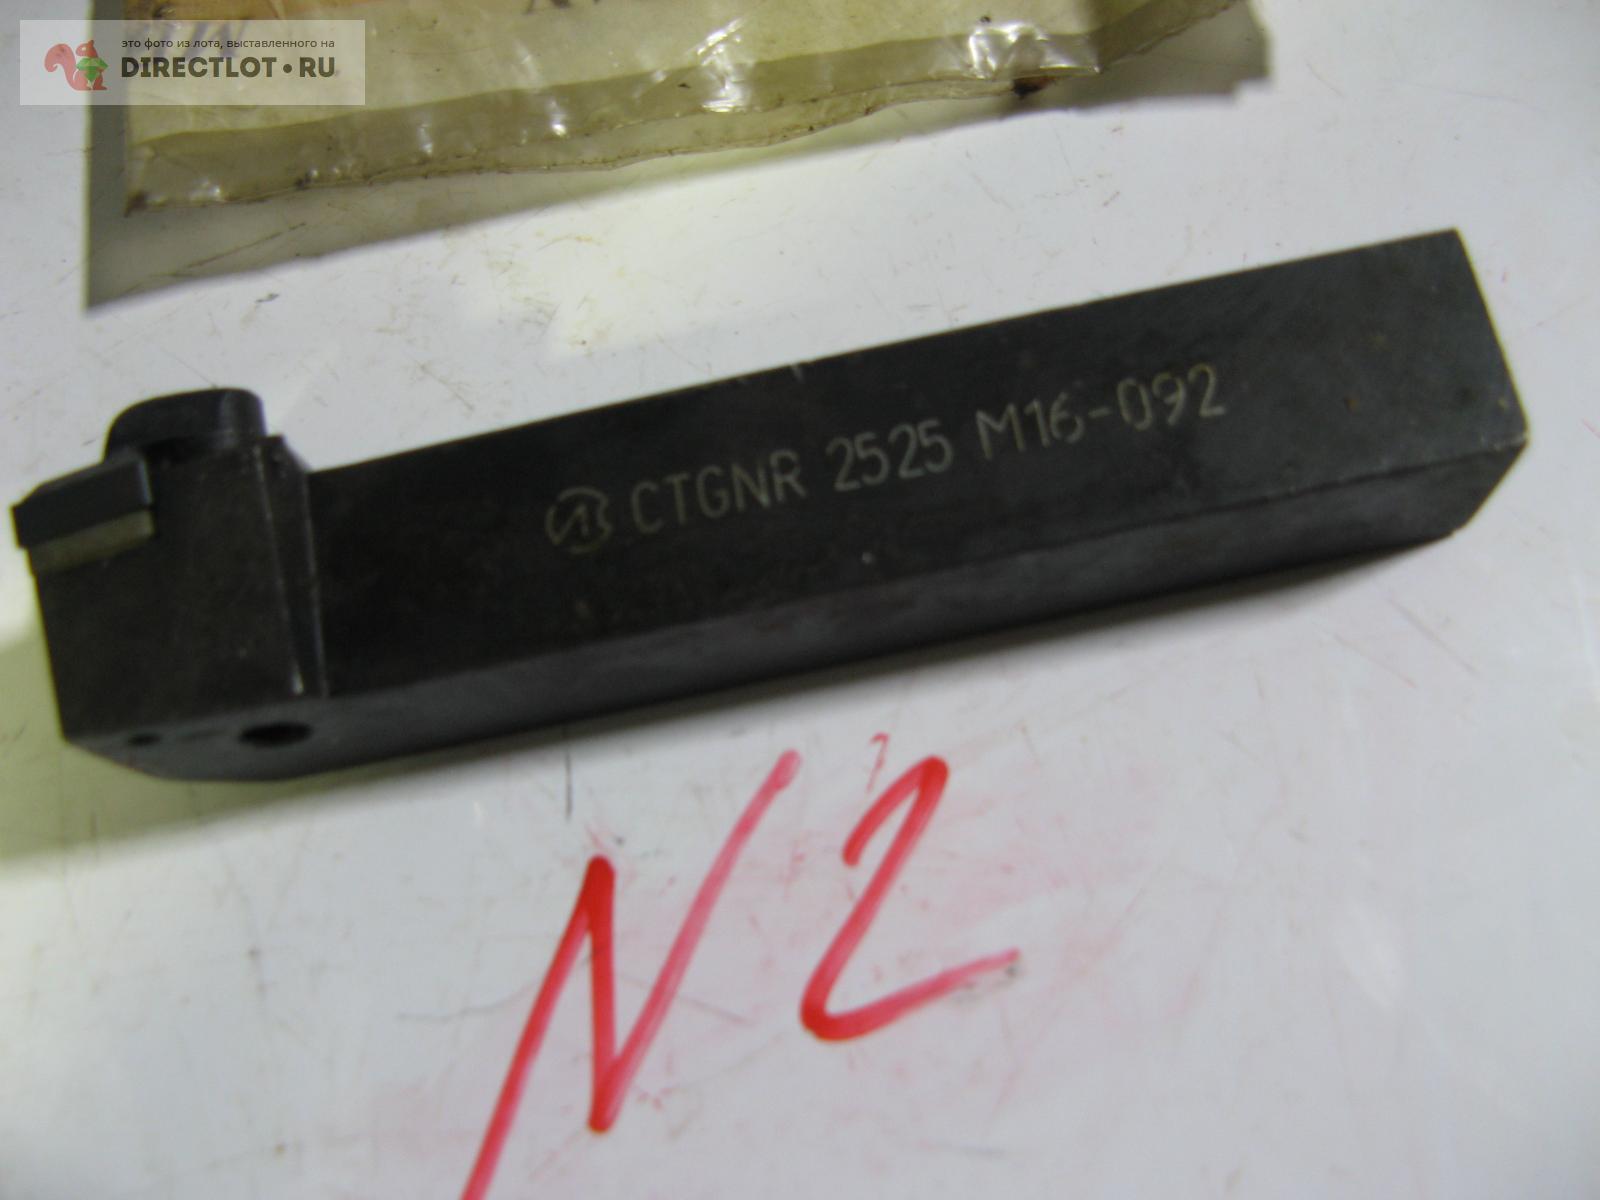 это фото из лота, выставленного на
DIRECTLOT•RU
CTGNR 2525 M16-092
N2